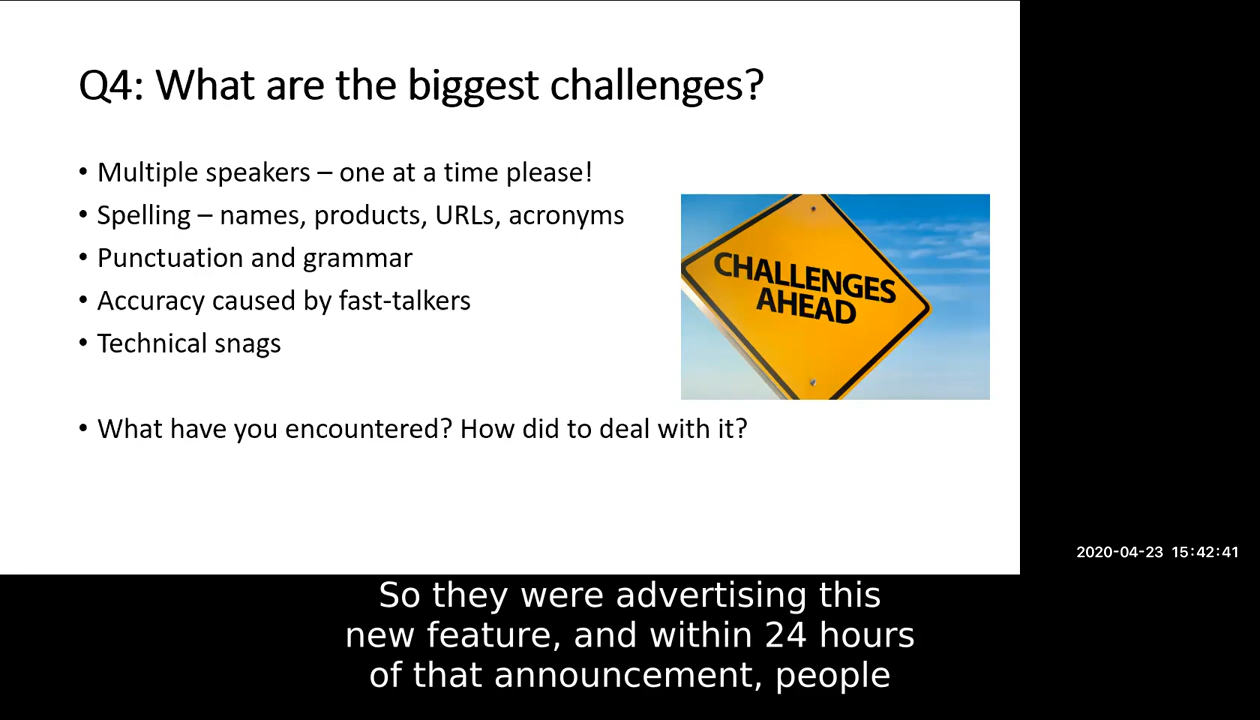 Q4: What are the biggest challenges?
• Multiple speakers – one at a time please!
• Spelling – names, products, URLs, acronyms
• Punctuation and grammar
• Accuracy caused by fast-talkers
• Technical snags
• What have you encountered? How did to deal with it?
CHALLENGES
AHEAD
2020-04-23 15:42:41
So they were advertising this
new feature, and within 24 hours
of that announcement, people